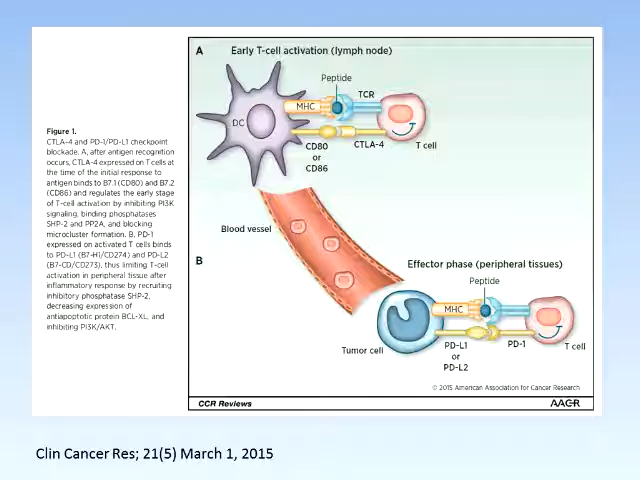 Figure 1.
CTLA-4 and PD-1/PD-L1 checkpoint
blockade. A, after antigen recognition
occurs, CTLA-4 expressed on T cells at
the time of the initial response to
antigen binds to B7.1 (CD80) and B7.2
(CD86) and regulates the early stage
of T-cell activation by inhibiting PI3K
signaling, binding phosphatases
SHP-2 and PP2A, and blocking
microcluster formation. B, PD-1
expressed on activated T cells binds
to PD-L1 (B7-H1/CD274) and PD-L2
(B7-CD/CD273), thus limiting T-cell
activation in peripheral tissue after
inflammatory response by recruiting
inhibitory phosphatase SHP-2,
decreasing expression of
antiapoptotic protein BCL-XL, and
inhibiting PI3K/AKT.
A
Early T-cell activation (lymph node)
Peptide
TCR
MHC
DC
CD80
or
CD86
CTLA-4
T cell
Blood vessel
B
Effector phase (peripheral tissues)
Peptide
MHC
Tumor cell
PD-L1
or
PD-L2
PD-1
T cell
© 2015 American Association for Cancer Research
CCR Reviews
AACR
Clin Cancer Res; 21(5) March 1, 2015